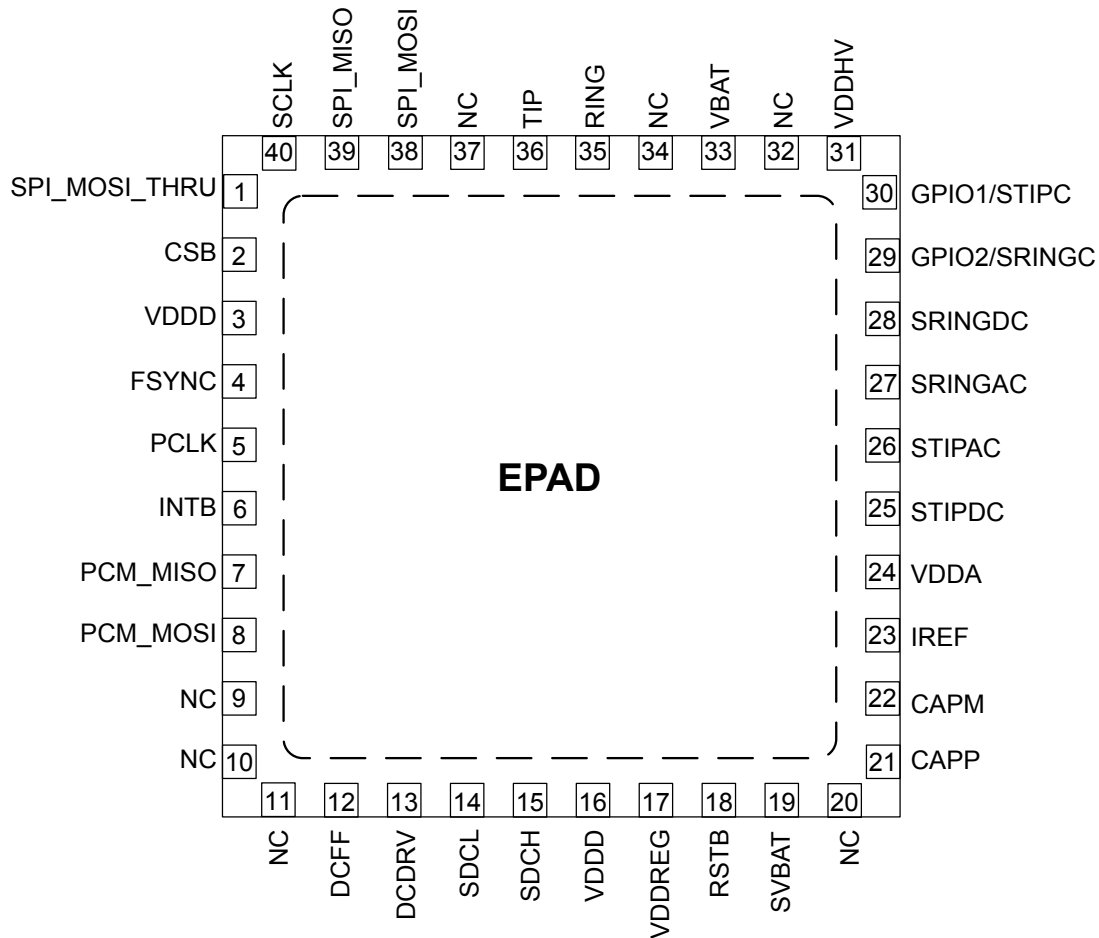 SCLK
SPI_MISO
SPI_MOSI
NC
TIP
RING
NC
VBAT
NC
VDDHV
40 39 38 37 36 35 34 33 32 31
SPI_MOSI_THRU 1
CSB 2
VDDD 3
FSYNC 4
PCLK 5
INTB 6
PCM_MISO 7
PCM_MOSI 8
NC 9
NC 10
EPAD
30 GPIO1/STIPC
29 GPIO2/SRINGC
28 SRINGDC
27 SRINGAC
26 STIPAC
25 STIPDC
24 VDDA
23 IREF
22 CAPM
21 CAPP
11 12 13 14 15 16 17 18 19 20
NC
DCFF
DCDRV
SDCL
SDCH
VDDD
VDDREG
RSTB
SVBAT
NC